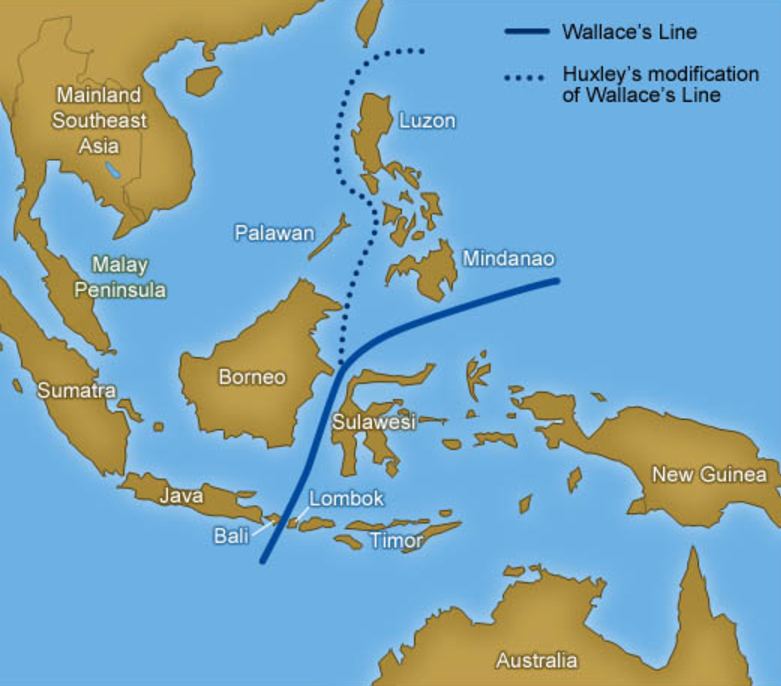 Wallace's Line
Huxley's modification
of Wallace's Line
Mainland
Southeast
Asia
Luzon
Palawan
Mindanao
Malay
Peninsula
Borneo
Sumatra
Sulawesi
New Guinea
Java
Lombok
Bali
Timor
Australia